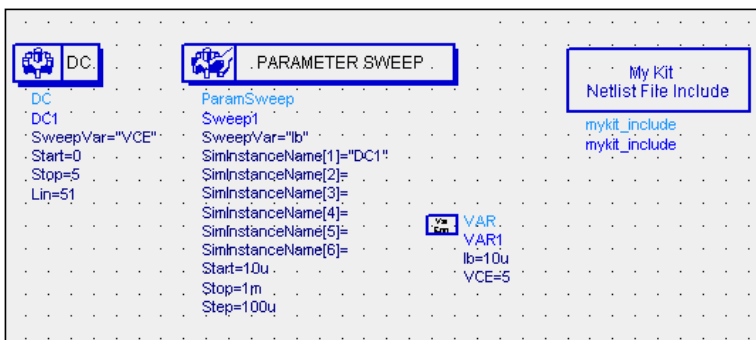 DC
DC
DC1
SweepVar="VCE"
Start=0
Stop=5
Lin=51
PARAMETER SWEEP
ParamSweep
Sweep1
SweepVar="Ib"
SimInstanceName[1]="DC1"
SimInstanceName[2]=
SimInstanceName[3]=
SimInstanceName[4]=
SimInstanceName[5]=
SimInstanceName[6]=
Start=10u
Stop=1m
Step=100u
Var
Eqn
VAR
VAR1
Ib=10u
VCE=5
My Kit
Netlist File Include
mykit_include
mykit_include